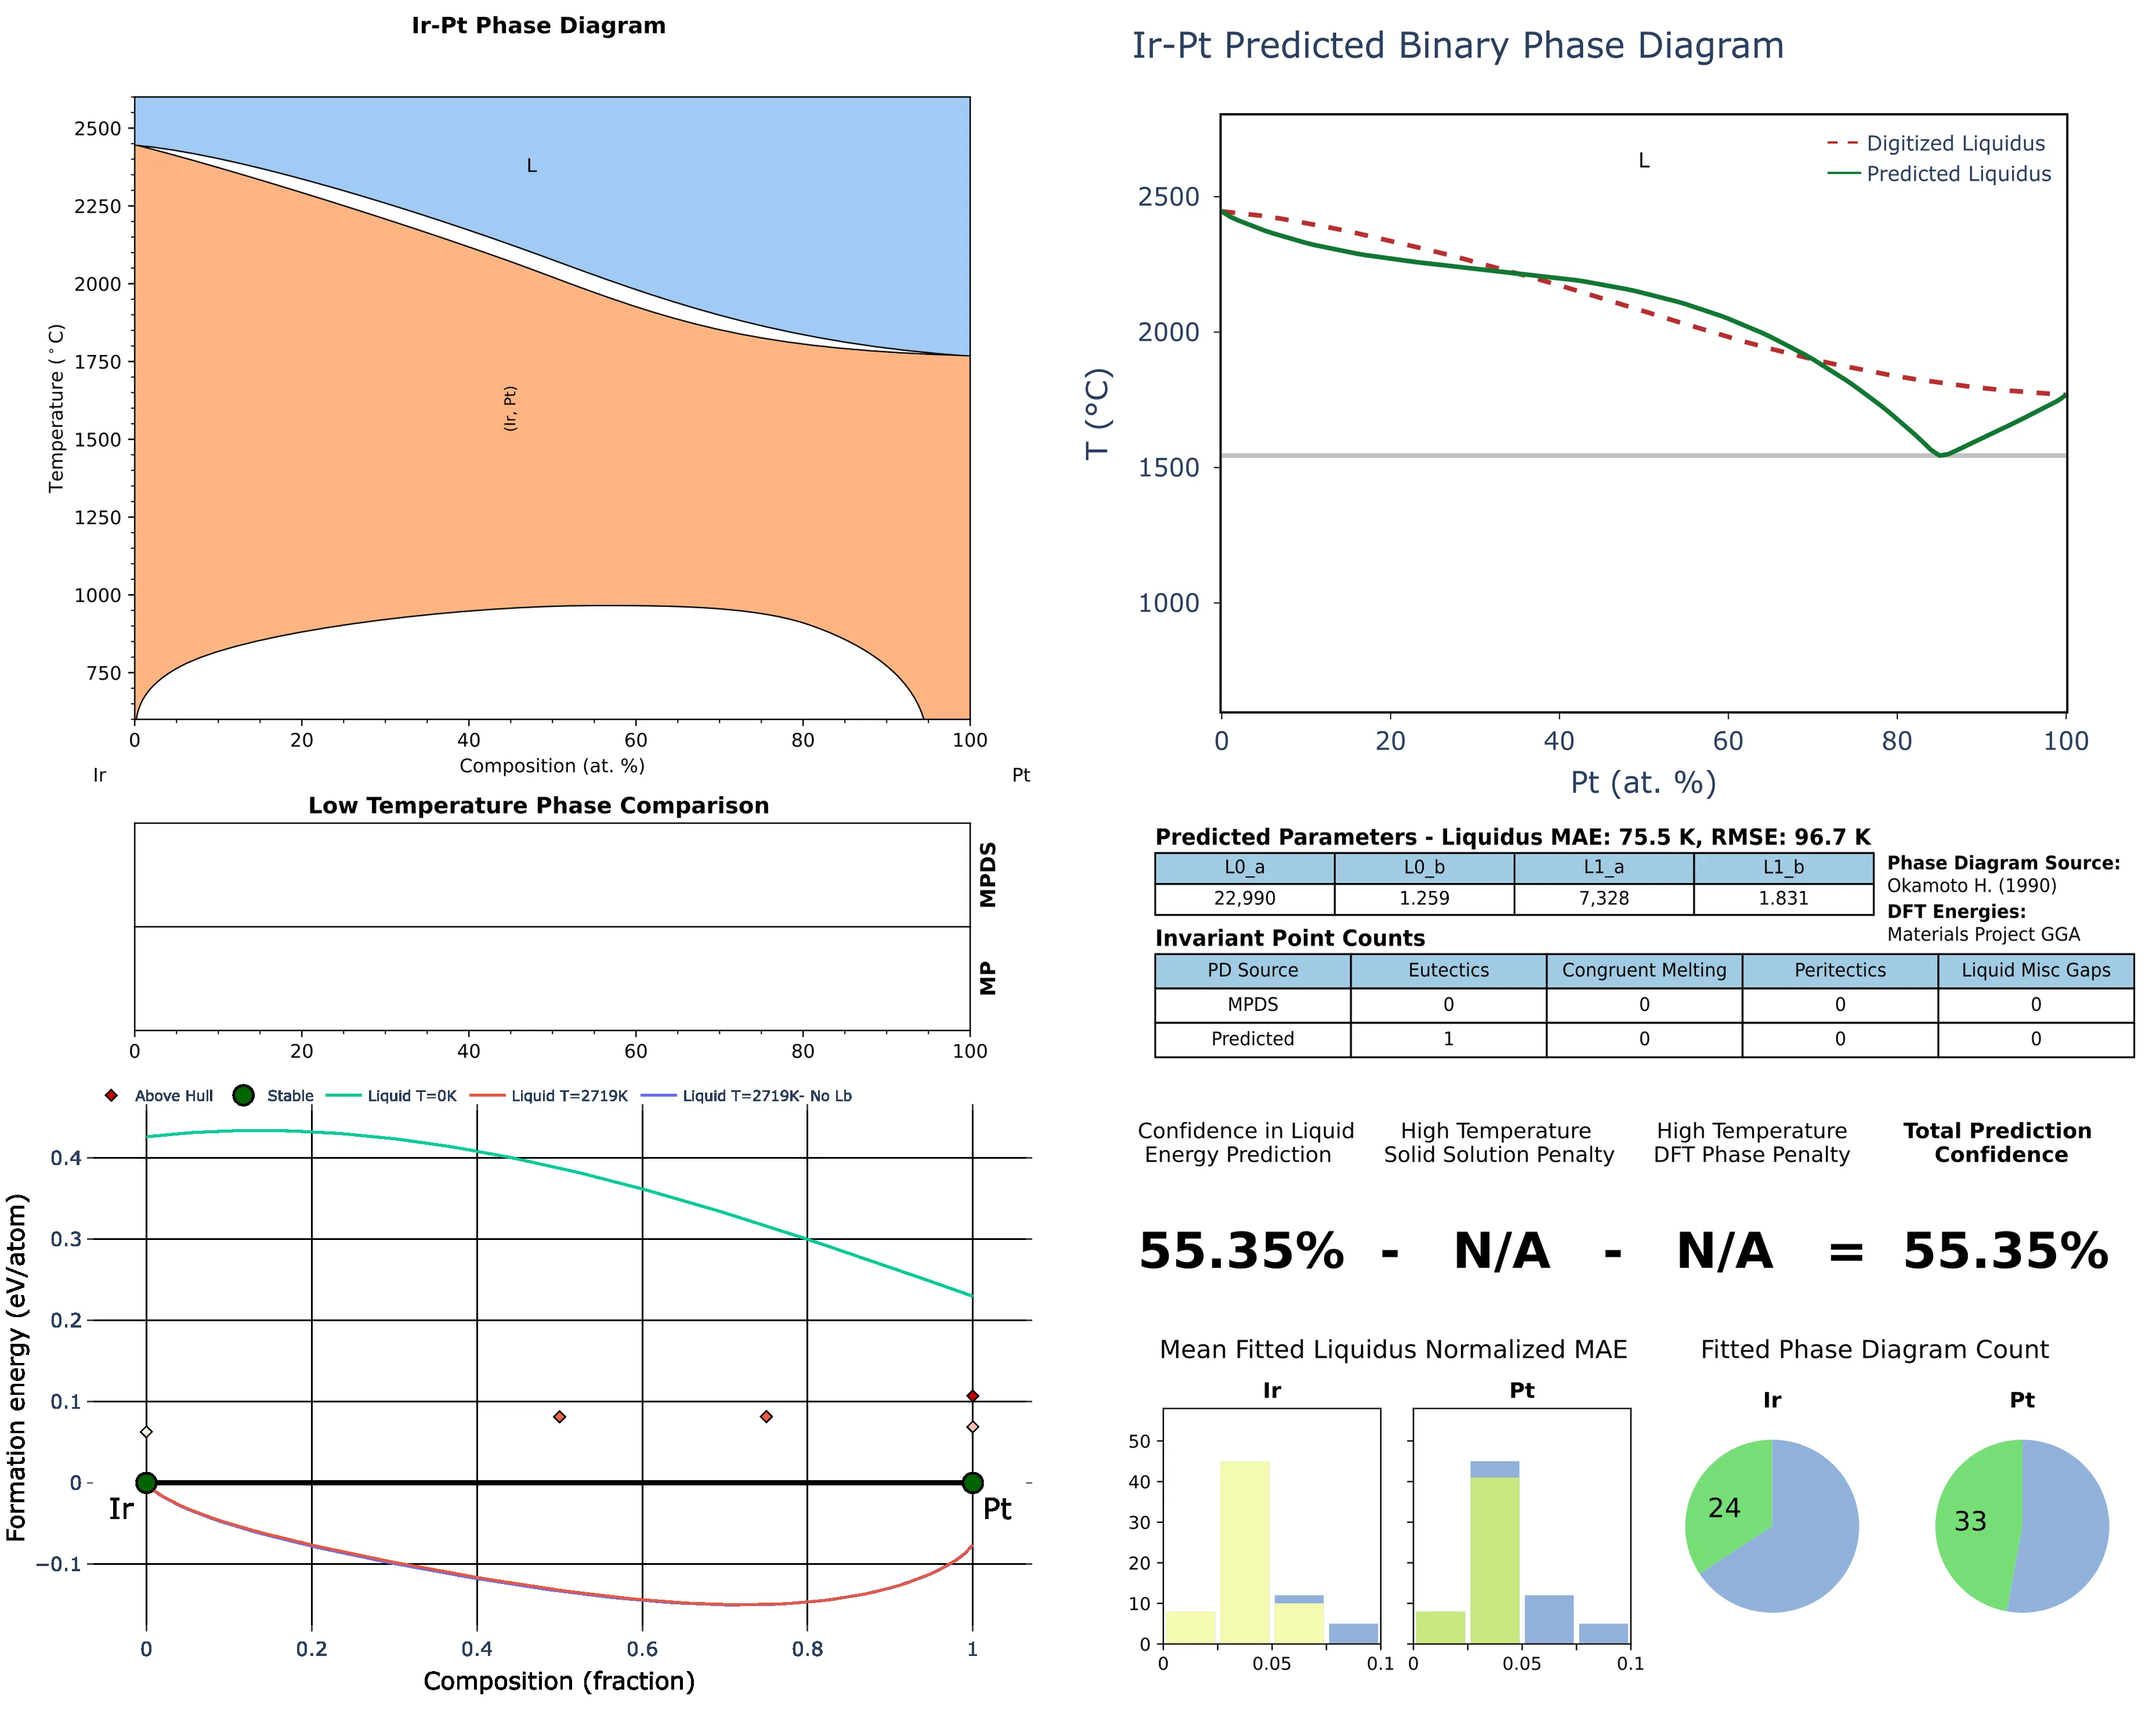 Ir-Pt Phase Diagram
2500
2250
2000
1750
1500
1250
1000
750
Temperature (°C)
L
(Ir, Pt)
0 20 40 60 80 100
Composition (at. %)
Ir Pt
Low Temperature Phase Comparison
MPDS
MP
0 20 40 60 80 100
Ir-Pt Predicted Binary Phase Diagram
L
Digitized Liquidus
Predicted Liquidus
2500
2000
1500
1000
T (°C)
0 20 40 60 80 100
Pt (at. %)
Predicted Parameters - Liquidus MAE: 75.5 K, RMSE: 96.7 K
L0_a L0_b L1_a L1_b
22,990 1.259 7,328 1.831
Phase Diagram Source:
Okamoto H. (1990)
DFT Energies:
Materials Project GGA
Invariant Point Counts
PD Source Eutectics Congruent Melting Peritectics Liquid Misc Gaps
MPDS 0 0 0 0
Predicted 1 0 0 0
Above Hull Stable Liquid T=0K Liquid T=2719K Liquid T=2719K- No Lb
0.4
0.3
0.2
0.1
0
−0.1
Formation energy (eV/atom)
Ir Pt
0 0.2 0.4 0.6 0.8 1
Composition (fraction)
Confidence in Liquid
Energy Prediction
High Temperature
Solid Solution Penalty
High Temperature
DFT Phase Penalty
Total Prediction
Confidence
55.35% - N/A - N/A = 55.35%
Mean Fitted Liquidus Normalized MAE
Ir Pt
50
40
30
20
10
0
0 0.05 0.1 0 0.05 0.1
Fitted Phase Diagram Count
Ir Pt
24 33